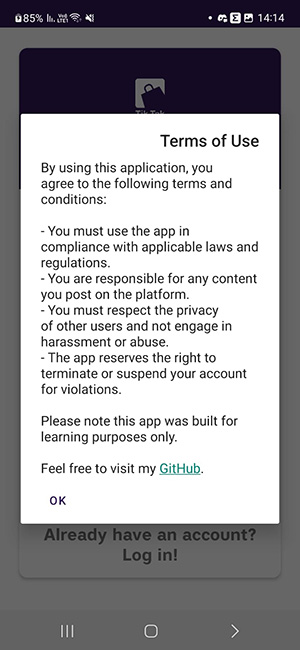 85%
14:14
Terms of Use
By using this application, you
agree to the following terms and
conditions:
- You must use the app in
compliance with applicable laws and
regulations.
- You are responsible for any content
you post on the platform.
- You must respect the privacy
of other users and not engage in
harassment or abuse.
- The app reserves the right to
terminate or suspend your account
for violations.
Please note this app was built for
learning purposes only.
Feel free to visit my GitHub.
OK
Already have an account?
Log in!